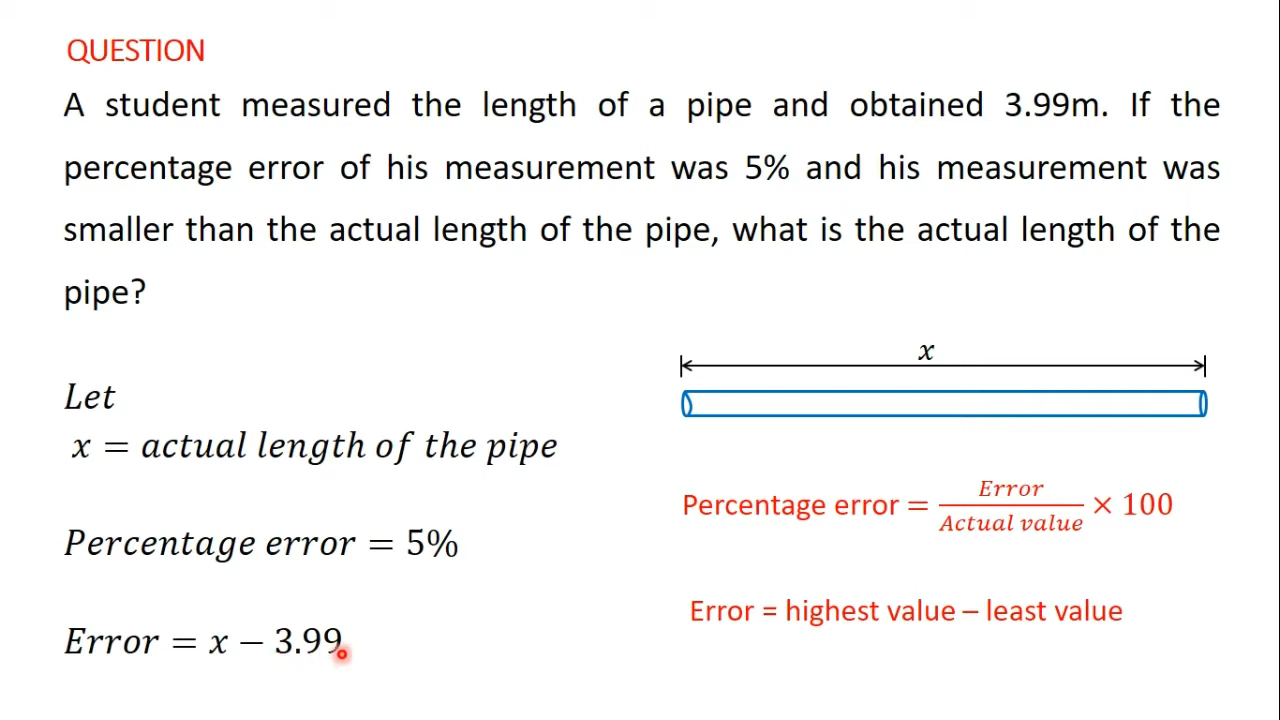 QUESTION
A student measured the length of a pipe and obtained 3.99m. If the
percentage error of his measurement was 5% and his measurement was
smaller than the actual length of the pipe, what is the actual length of the
pipe?
Let
x = actual length of the pipe
Percentage error = 5%
Error = x − 3.99
x
Percentage error = Error / Actual value × 100
Error = highest value – least value